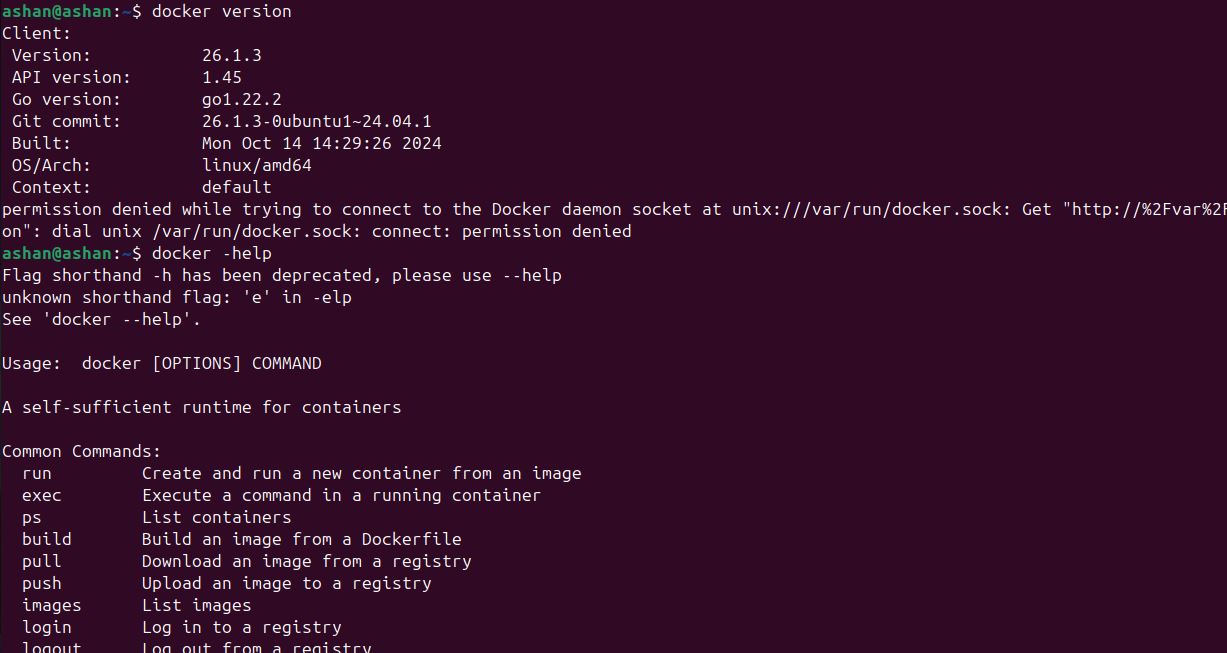 ashan@ashan:~$ docker version
Client:
 Version:           26.1.3
 API version:       1.45
 Go version:        go1.22.2
 Git commit:        26.1.3-0ubuntu1~24.04.1
 Built:             Mon Oct 14 14:29:26 2024
 OS/Arch:           linux/amd64
 Context:           default
permission denied while trying to connect to the Docker daemon socket at unix:///var/run/docker.sock: Get "http://%2Fvar%2F
on": dial unix /var/run/docker.sock: connect: permission denied
ashan@ashan:~$ docker -help
Flag shorthand -h has been deprecated, please use --help
unknown shorthand flag: 'e' in -elp
See 'docker --help'.

Usage:  docker [OPTIONS] COMMAND

A self-sufficient runtime for containers

Common Commands:
  run         Create and run a new container from an image
  exec        Execute a command in a running container
  ps          List containers
  build       Build an image from a Dockerfile
  pull        Download an image from a registry
  push        Upload an image to a registry
  images      List images
  login       Log in to a registry
  logout      Log out from a registry